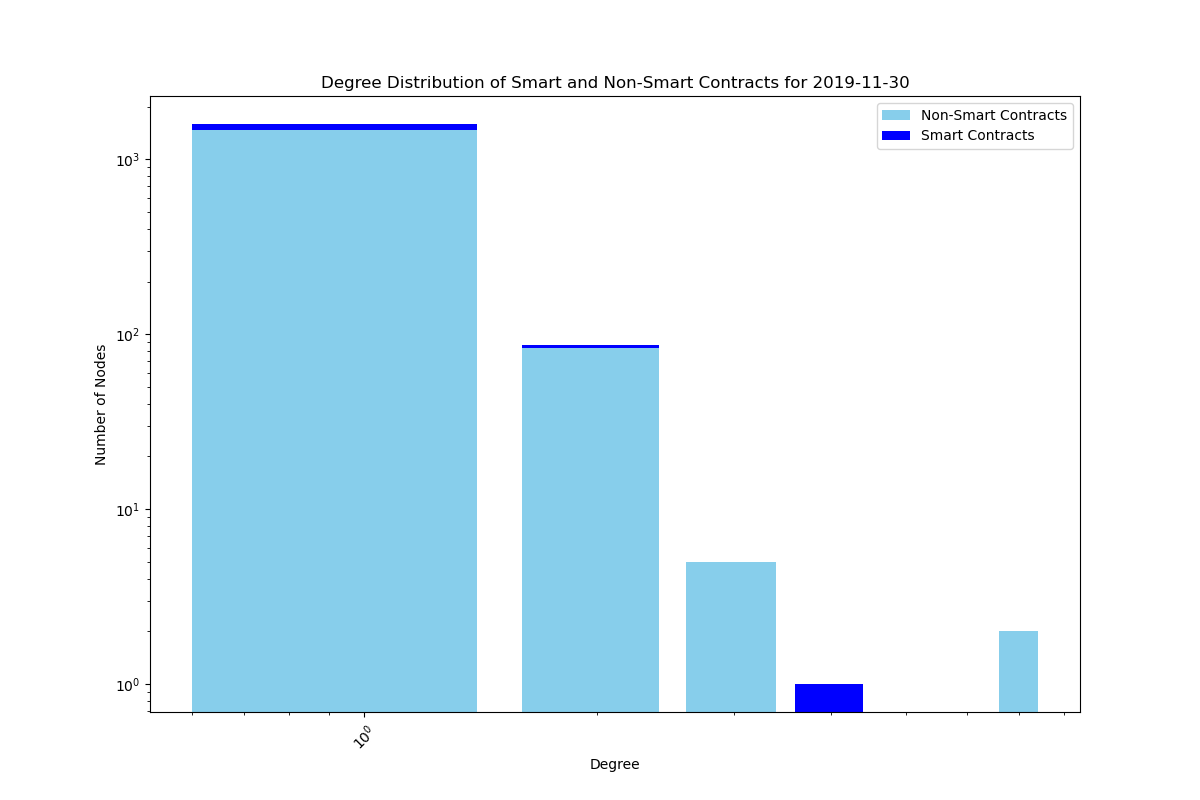 Degree Distribution of Smart and Non-Smart Contracts for 2019-11-30
Non-Smart Contracts
Smart Contracts
10³
10²
10¹
10⁰
Number of Nodes
10⁰
Degree